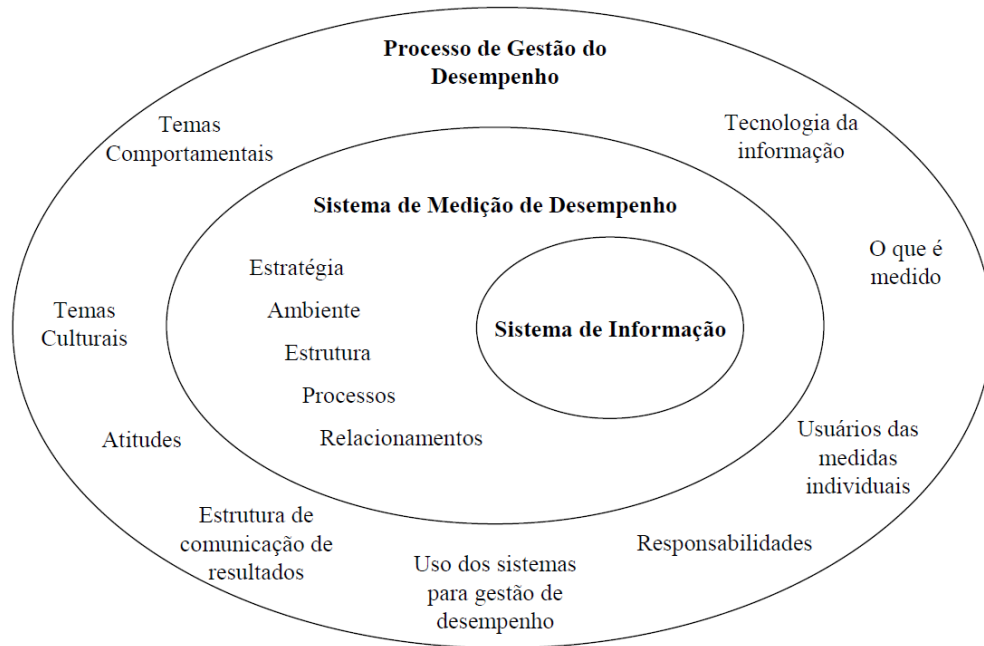 Processo de Gestão do
Desempenho
Temas
Comportamentais
Tecnologia da
informação
Sistema de Medição de Desempenho
O que é
medido
Estratégia
Ambiente
Estrutura
Processos
Relacionamentos
Sistema de Informação
Temas
Culturais
Atitudes
Usuários das
medidas
individuais
Estrutura de
comunicação de
resultados
Uso dos sistemas
para gestão de
desempenho
Responsabilidades